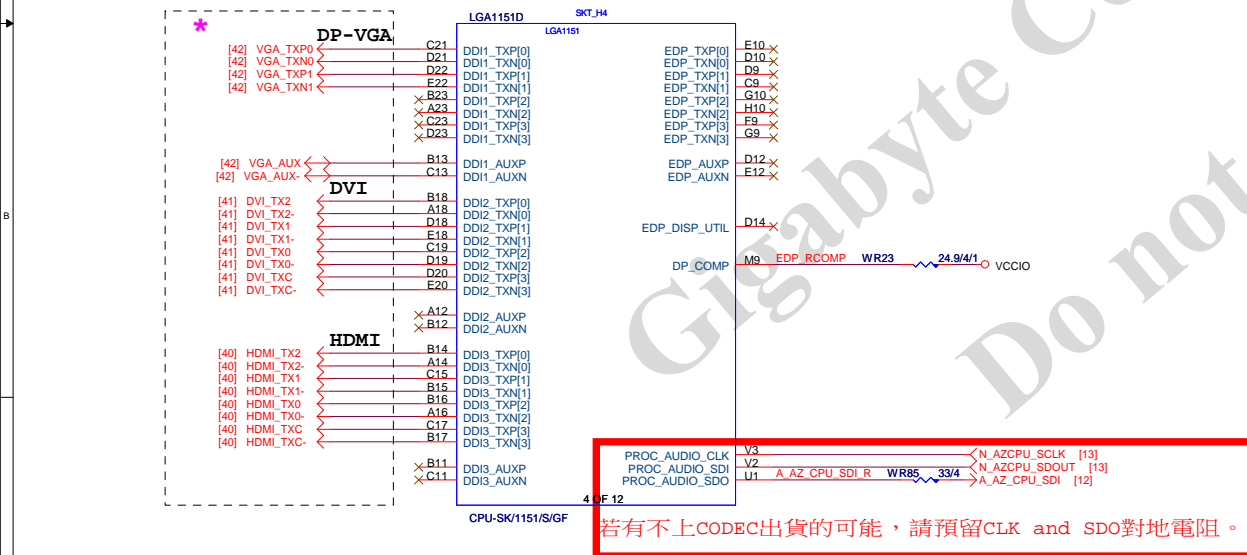 LGA1151D
SKT_H4
LGA1151
*
DP-VGA
[42] VGA_TXP0 C21 DDI1_TXP[0] EDP_TXP[0] E10
[42] VGA_TXN0 D21 DDI1_TXN[0] EDP_TXN[0] D10
[42] VGA_TXP1 D22 DDI1_TXP[1] EDP_TXP[1] D9
[42] VGA_TXN1 E22 DDI1_TXN[1] EDP_TXN[1] C9
B23 DDI1_TXP[2] EDP_TXP[2] G10
A23 DDI1_TXN[2] EDP_TXN[2] H10
C23 DDI1_TXP[3] EDP_TXP[3] F9
D23 DDI1_TXN[3] EDP_TXN[3] G9
[42] VGA_AUX B13 DDI1_AUXP EDP_AUXP D12
[42] VGA_AUX- C13 DDI1_AUXN EDP_AUXN E12
DVI
[41] DVI_TX2 B18 DDI2_TXP[0]
[41] DVI_TX2- A18 DDI2_TXN[0]
[41] DVI_TX1 D18 DDI2_TXP[1] EDP_DISP_UTIL D14
[41] DVI_TX1- E18 DDI2_TXN[1]
[41] DVI_TX0 C19 DDI2_TXP[2]
[41] DVI_TX0- D19 DDI2_TXN[2] DP_COMP M9 EDP_RCOMP WR23 24.9/4/1 VCCIO
[41] DVI_TXC D20 DDI2_TXP[3]
[41] DVI_TXC- E20 DDI2_TXN[3]
A12 DDI2_AUXP
B12 DDI2_AUXN
HDMI
[40] HDMI_TX2 B14 DDI3_TXP[0]
[40] HDMI_TX2- A14 DDI3_TXN[0]
[40] HDMI_TX1 C15 DDI3_TXP[1]
[40] HDMI_TX1- B15 DDI3_TXN[1]
[40] HDMI_TX0 B16 DDI3_TXP[2]
[40] HDMI_TX0- A16 DDI3_TXN[2]
[40] HDMI_TXC C17 DDI3_TXP[3]
[40] HDMI_TXC- B17 DDI3_TXN[3]
PROC_AUDIO_CLK V3 N_AZCPU_SCLK [13]
B11 DDI3_AUXP PROC_AUDIO_SDI V2 N_AZCPU_SDOUT [13]
C11 DDI3_AUXN PROC_AUDIO_SDO U1 A_AZ_CPU_SDI_R WR85 33/4 A_AZ_CPU_SDI [12]
4 OF 12
CPU-SK/1151/S/GF
若有不上CODEC出貨的可能，請預留CLK and SDO對地電阻。
B
Gigabyte Co
Do not